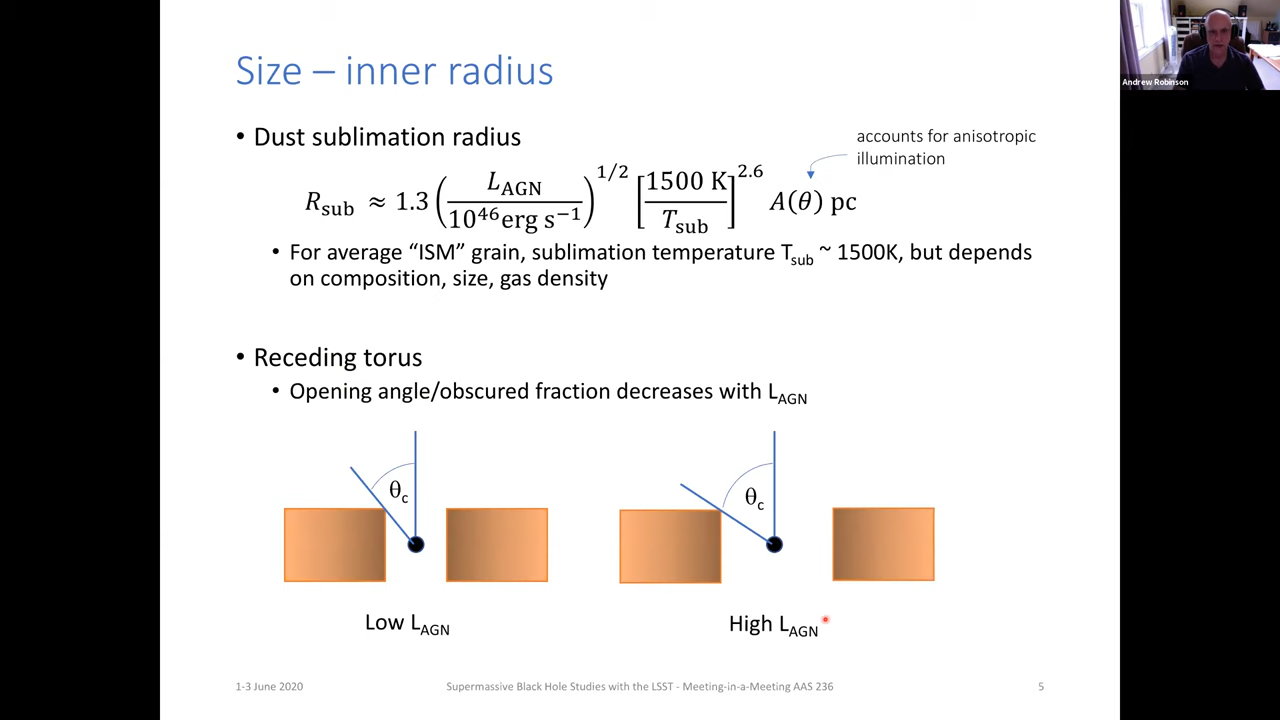 Size – inner radius
• Dust sublimation radius
accounts for anisotropic
illumination
R_sub ≈ 1.3 (L_AGN / 10^46 erg s^−1)^1/2 [1500 K / T_sub]^2.6 A(θ) pc
• For average “ISM” grain, sublimation temperature T_sub ~ 1500K, but depends
on composition, size, gas density
• Receding torus
• Opening angle/obscured fraction decreases with L_AGN
θ_c
θ_c
Low L_AGN
High L_AGN
1-3 June 2020
Supermassive Black Hole Studies with the LSST - Meeting-in-a-Meeting AAS 236
5
Andrew Robinson